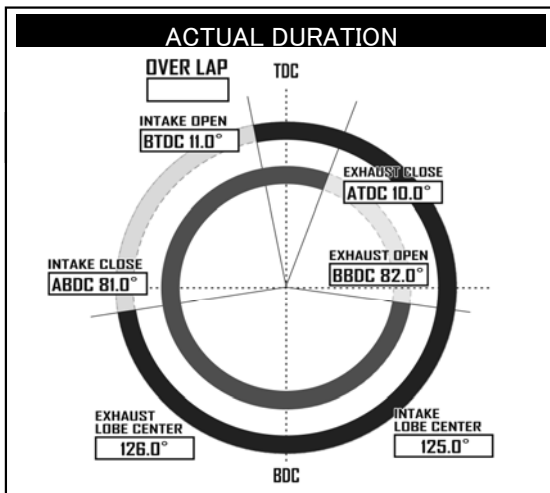 ACTUAL DURATION
OVER LAP
TDC
INTAKE OPEN
BTDC 11.0°
EXHAUST CLOSE
ATDC 10.0°
EXHAUST OPEN
BBDC 82.0°
INTAKE CLOSE
ABDC 81.0°
EXHAUST
LOBE CENTER
126.0°
INTAKE
LOBE CENTER
125.0°
BDC